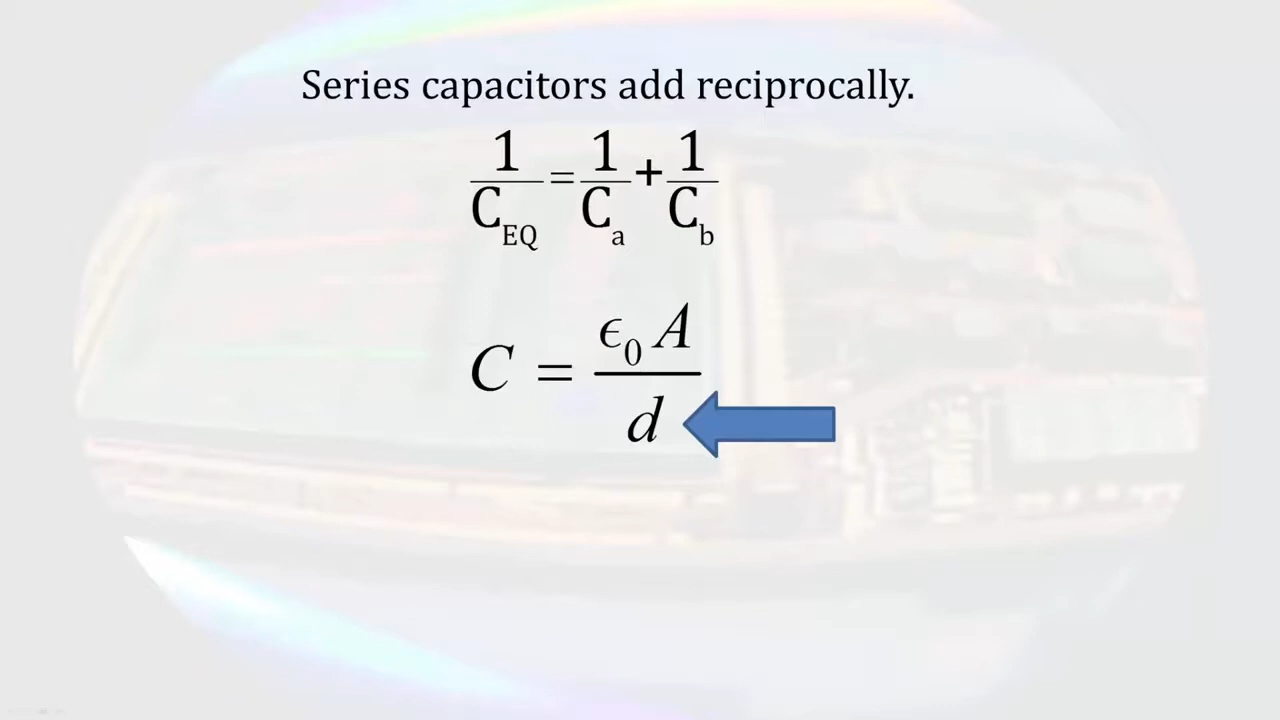 Series capacitors add reciprocally.
1/C_EQ = 1/C_a + 1/C_b
C = ϵ_0 A / d